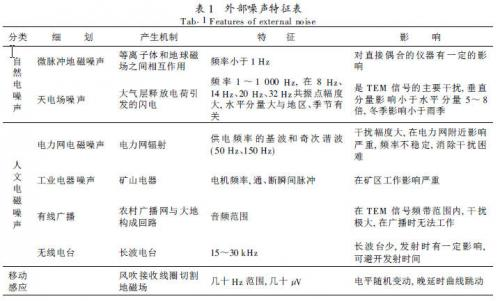 表 1　外部噪声特征表
Tab. 1 Features of external noise
分类　细　划　产生机制　特　征　影　响
自然电噪声
微脉冲地磁噪声　等离子体和地球磁场之间相互作用　频率小于 1 Hz　对直接偶合的仪器有一定的影响
天电场噪声　大气层释放电荷引发的闪电　频率 1～1 000 Hz, 在 8 Hz、14 Hz、20 Hz、32 Hz 共振点幅度大, 水平分量大与地区、季节有关　是 TEM 信号的主要干扰, 垂直分量影响小于水平分量 5～8 倍, 冬季影响小于雨季
人文电磁噪声
电力网电磁噪声　电力网辐射　供电频率的基波和奇次谐波 (50 Hz、150 Hz)　干扰幅度大, 在电力网附近影响严重, 频率不稳定, 消除干扰困难
工业电器噪声　矿山电器　电机频率, 通、断瞬间脉冲　在矿区工作影响严重
有线广播　农村广播网与大地构成回路　音频范围　在 TEM 信号频带范围内, 干扰极大, 在广播时无法工作
无线电台　长波电台　15～30 kHz　长波台少, 发射时有一定影响, 可避开发射时间
移动感应　风吹接收线圈切割地磁场　几十 Hz 范围, 几十 μV　电平随机变动, 晚延时曲线跳动